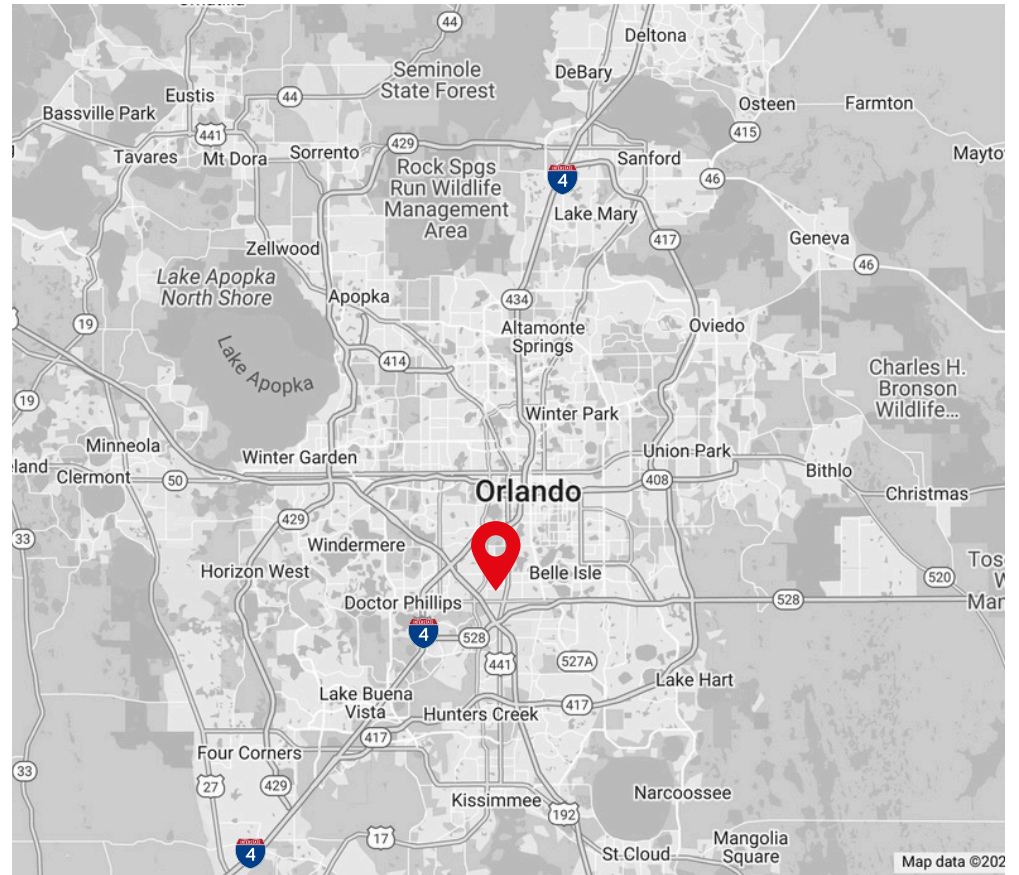 44
Deltona
Seminole
State Forest
DeBary
Eustis
44
Osteen
Farmton
Bassville Park
441
415
429
Tavares
Mt Dora
Sorrento
Sanford
Rock Spgs
Run Wildlife
Management
Area
4
46
Lake Mary
417
Geneva
Zellwood
46
Lake Apopka
North Shore
Apopka
434
19
Altamonte
Springs
Oviedo
Lake Apopka
414
Charles H.
Bronson
Wildlife...
19
Winter Park
Minneola
Winter Garden
Union Park
Clermont
50
408
Bithlo
Orlando
Christmas
429
33
Windermere
Horizon West
Belle Isle
520
Doctor Phillips
528
4
528
441
527A
Lake Hart
Lake Buena
Vista
417
Hunters Creek
417
Four Corners
33
27
429
Kissimmee
Narcoossee
192
17
4
St Cloud
Mangolia
Square
Map data ©202